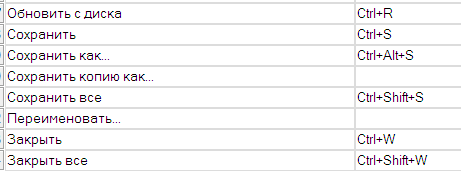 Обновить с диска Ctrl+R
Сохранить Ctrl+S
Сохранить как... Ctrl+Alt+S
Сохранить копию как...
Сохранить все Ctrl+Shift+S
Переименовать...
Закрыть Ctrl+W
Закрыть все Ctrl+Shift+W